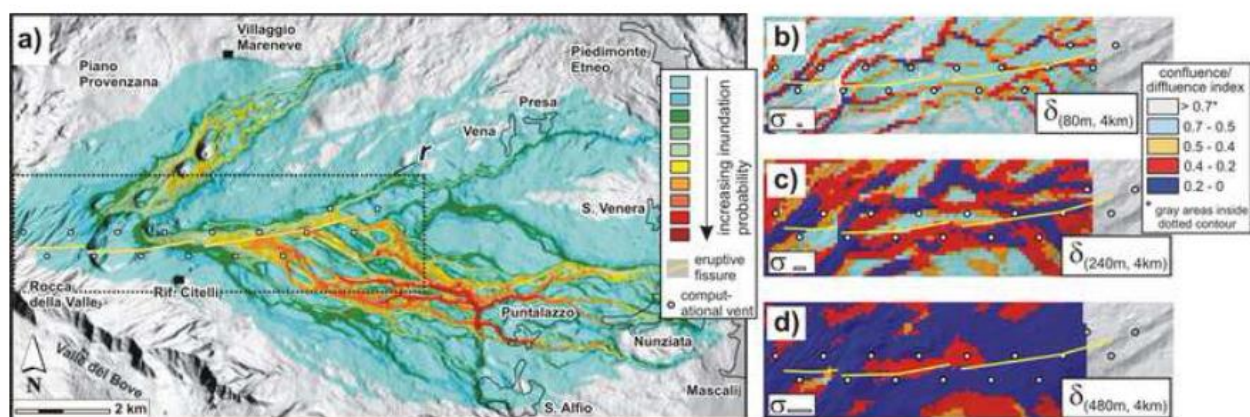 a)
Villaggio
Mareneve
Piano
Provenzana
Piedimonte
Etneo
Presa
Vena
r
S. Venera
Rocca
della Valle
Rif. Citelli
Puntalazzo
Nunziata
Valle del Bove
Mascali
S. Alfio
N
2 km
increasing inundation
probability
eruptive
fissure
comput-
ational vent
b)
σ
δ(80m, 4km)
c)
σ
δ(240m, 4km)
d)
σ
δ(480m, 4km)
confluence/
diffluence index
> 0.7*
0.7 - 0.5
0.5 - 0.4
0.4 - 0.2
0.2 - 0
* gray areas inside
dotted contour